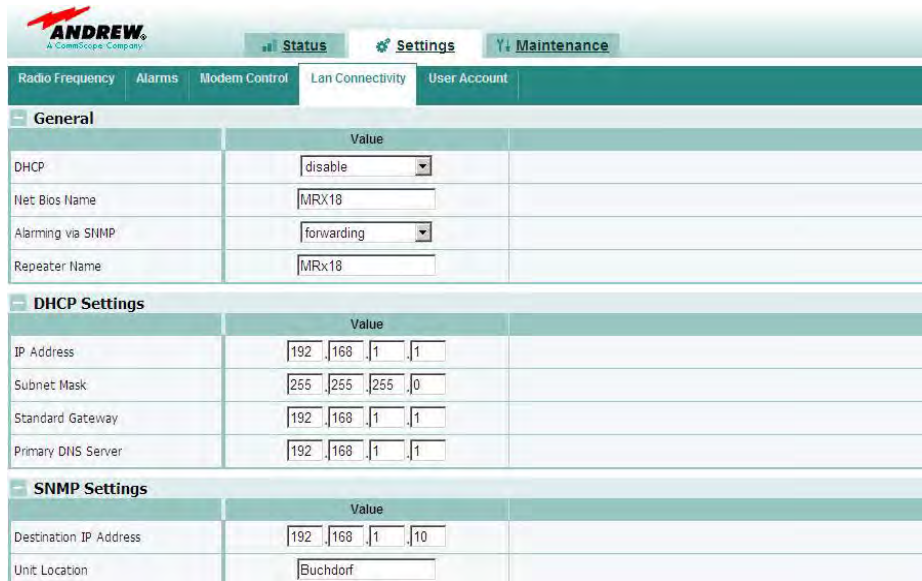 ANDREW.
A CommScope Company
Status Settings Maintenance
Radio Frequency Alarms Modem Control Lan Connectivity User Account
General
Value
DHCP disable
Net Bios Name MRX18
Alarming via SNMP forwarding
Repeater Name MRx18
DHCP Settings
Value
IP Address 192 .168 .1 .1
Subnet Mask 255 .255 .255 .0
Standard Gateway 192 .168 .1 .1
Primary DNS Server 192 .168 .1 .1
SNMP Settings
Value
Destination IP Address 192 .168 .1 .10
Unit Location Buchdorf